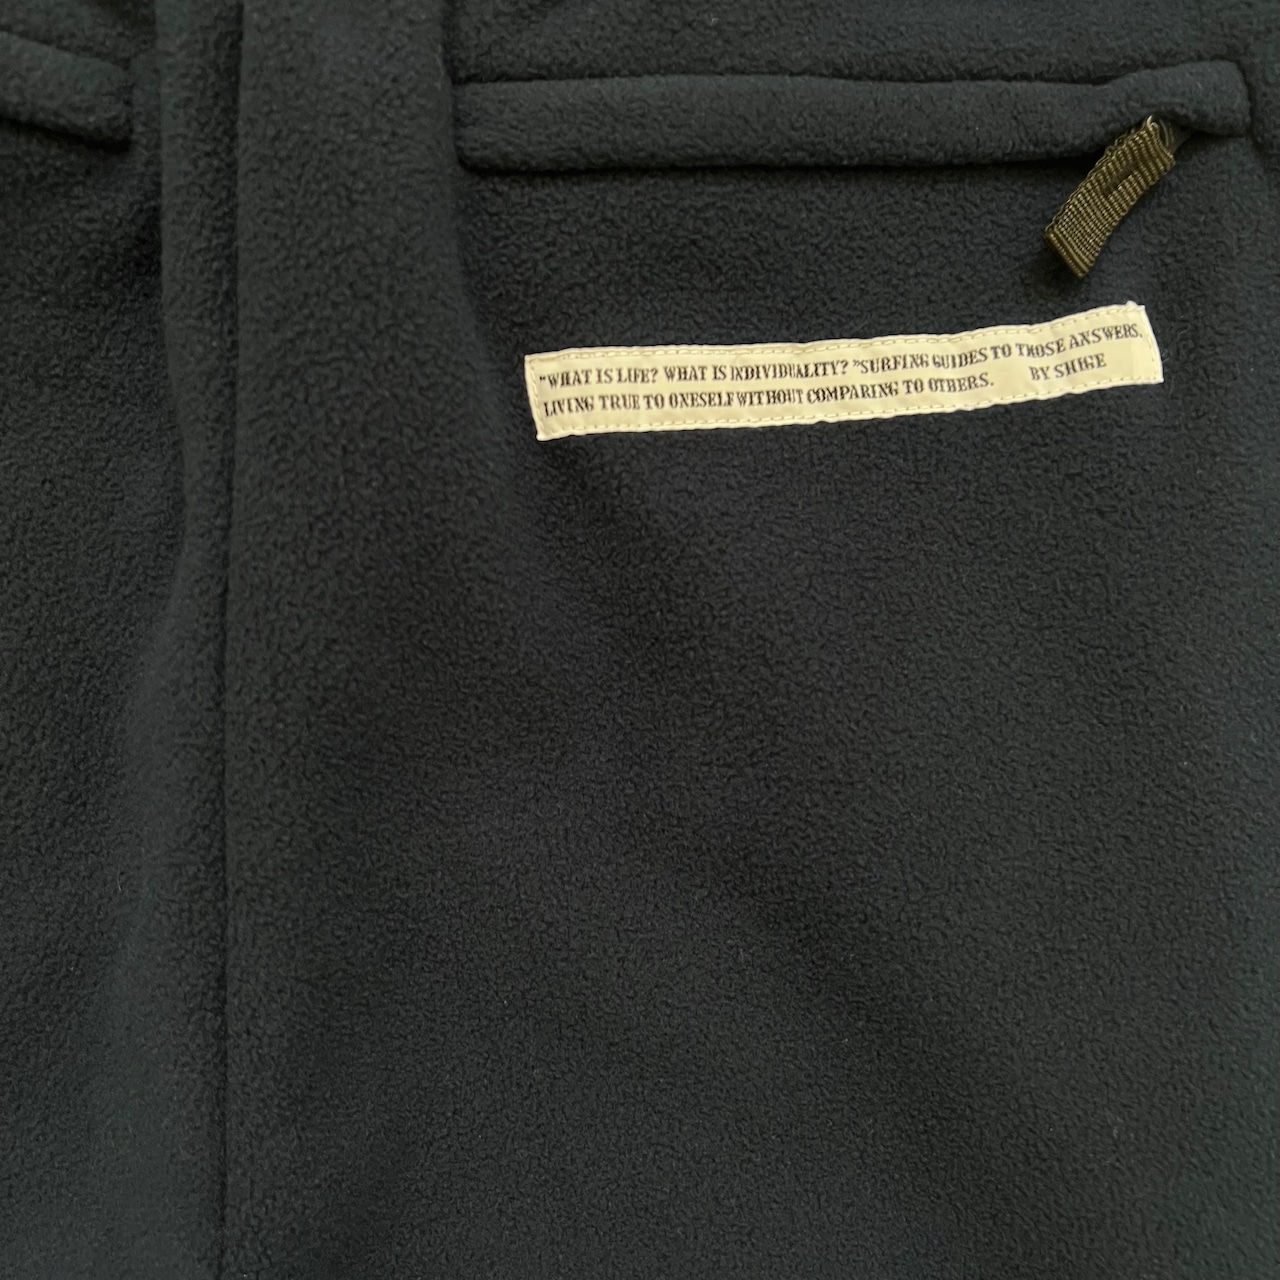 "WHAT IS LIFE? WHAT IS INDIVIDUALITY? "SURFING GUIDES TO THOSE ANSWERS.
LIVING TRUE TO ONESELF WITHOUT COMPARING TO OTHERS. BY SHIGE